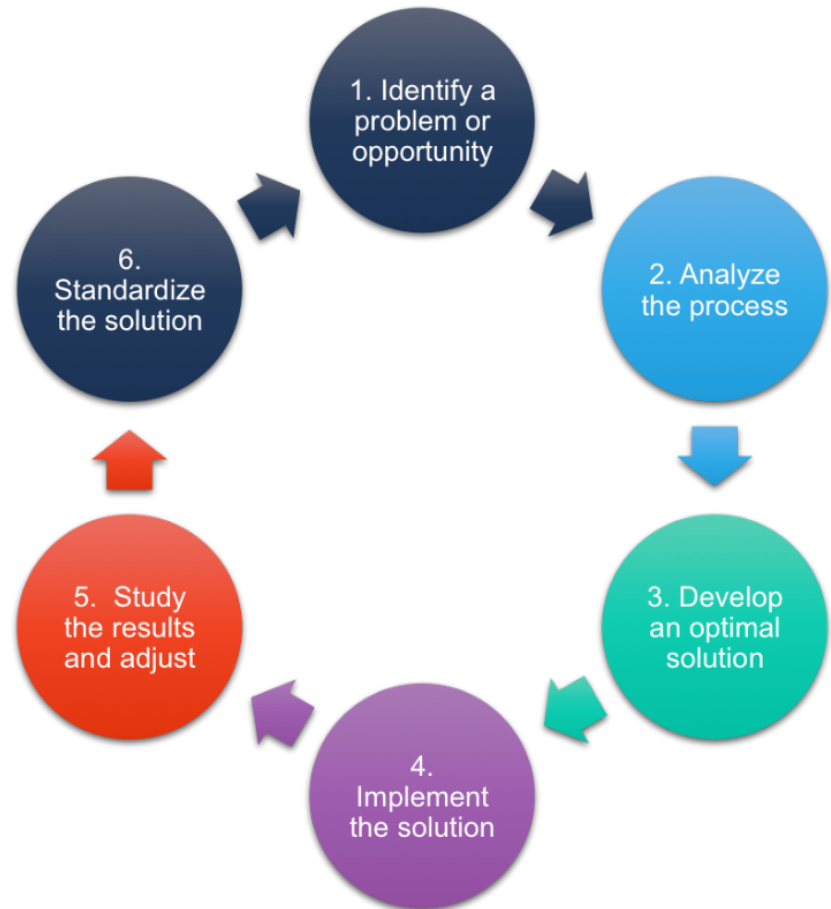 1. Identify a
problem or
opportunity
2. Analyze
the process
3. Develop
an optimal
solution
4.
Implement
the solution
5.  Study
the results
and adjust
6.
Standardize
the solution